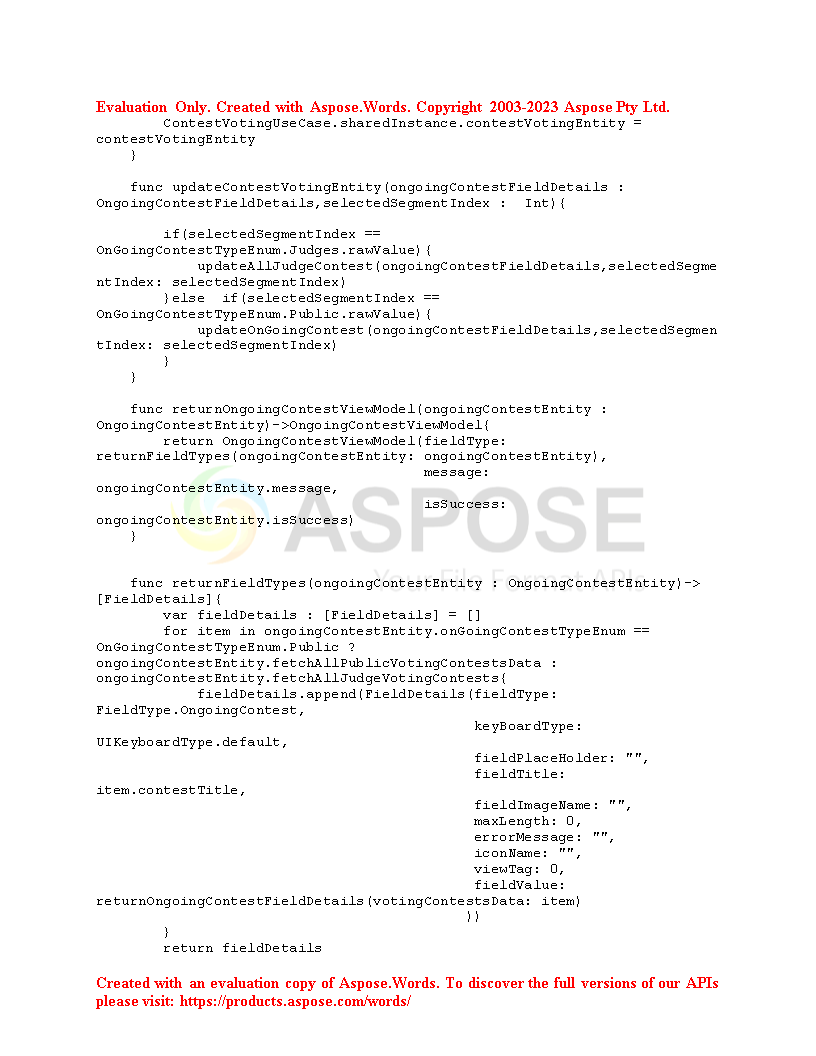 Evaluation Only. Created with Aspose.Words. Copyright 2003-2023 Aspose Pty Ltd.
ContestVotingUseCase.sharedInstance.contestVotingEntity =
contestVotingEntity
}
func updateContestVotingEntity(ongoingContestFieldDetails :
OngoingContestFieldDetails,selectedSegmentIndex :  Int){
if(selectedSegmentIndex ==
OnGoingContestTypeEnum.Judges.rawValue){
updateAllJudgeContest(ongoingContestFieldDetails,selectedSegme
ntIndex: selectedSegmentIndex)
}else  if(selectedSegmentIndex ==
OnGoingContestTypeEnum.Public.rawValue){
updateOnGoingContest(ongoingContestFieldDetails,selectedSegmen
tIndex: selectedSegmentIndex)
}
}
func returnOngoingContestViewModel(ongoingContestEntity :
OngoingContestEntity)->OngoingContestViewModel{
return OngoingContestViewModel(fieldType:
returnFieldTypes(ongoingContestEntity: ongoingContestEntity),
message:
ongoingContestEntity.message,
isSuccess:
ongoingContestEntity.isSuccess)
}
ASPOSE
Your File Format APIs
func returnFieldTypes(ongoingContestEntity : OngoingContestEntity)->
[FieldDetails]{
var fieldDetails : [FieldDetails] = []
for item in ongoingContestEntity.onGoingContestTypeEnum ==
OnGoingContestTypeEnum.Public ?
ongoingContestEntity.fetchAllPublicVotingContestsData :
ongoingContestEntity.fetchAllJudgeVotingContests{
fieldDetails.append(FieldDetails(fieldType:
FieldType.OngoingContest,
keyBoardType:
UIKeyboardType.default,
fieldPlaceHolder: "",
fieldTitle:
item.contestTitle,
fieldImageName: "",
maxLength: 0,
errorMessage: "",
iconName: "",
viewTag: 0,
fieldValue:
returnOngoingContestFieldDetails(votingContestsData: item)
))
}
return fieldDetails
Created with an evaluation copy of Aspose.Words. To discover the full versions of our APIs
please visit: https://products.aspose.com/words/